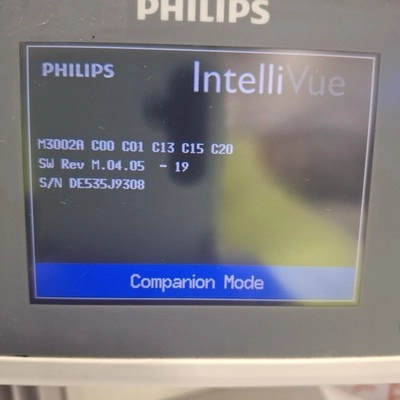 PHILIPS
PHILIPS IntelliVue
M3002A C00 C01 C13 C15 C20
SW Rev M.04.05 - 19
S/N DE535J9308
Companion Mode